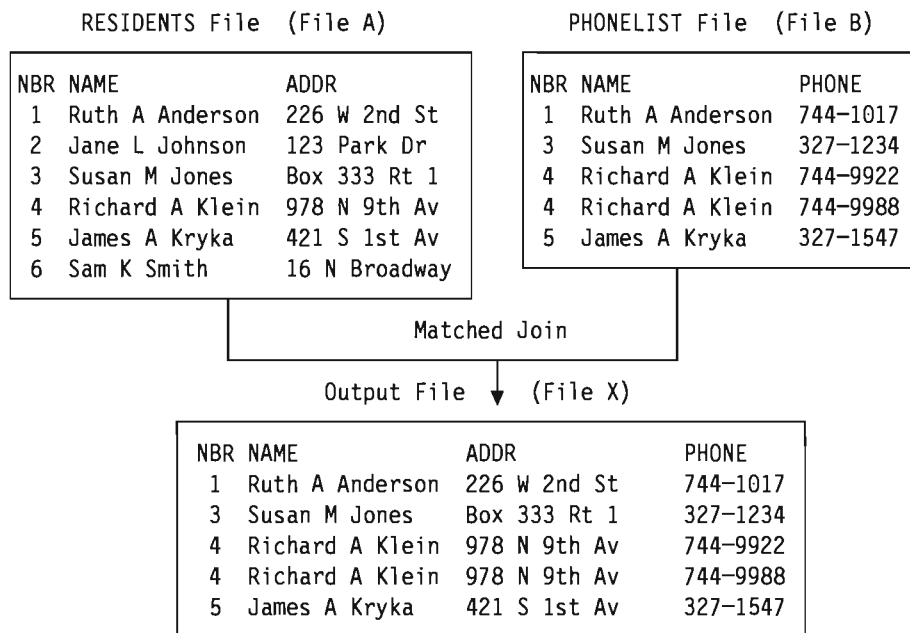 RESIDENTS File (File A)
NBR NAME ADDR
1 Ruth A Anderson 226 W 2nd St
2 Jane L Johnson 123 Park Dr
3 Susan M Jones Box 333 Rt 1
4 Richard A Klein 978 N 9th Av
5 James A Kryka 421 S 1st Av
6 Sam K Smith 16 N Broadway
PHONELIST File (File B)
NBR NAME PHONE
1 Ruth A Anderson 744-1017
3 Susan M Jones 327-1234
4 Richard A Klein 744-9922
4 Richard A Klein 744-9988
5 James A Kryka 327-1547
Matched Join
Output File (File X)
NBR NAME ADDR PHONE
1 Ruth A Anderson 226 W 2nd St 744-1017
3 Susan M Jones Box 333 Rt 1 327-1234
4 Richard A Klein 978 N 9th Av 744-9922
4 Richard A Klein 978 N 9th Av 744-9988
5 James A Kryka 421 S 1st Av 327-1547